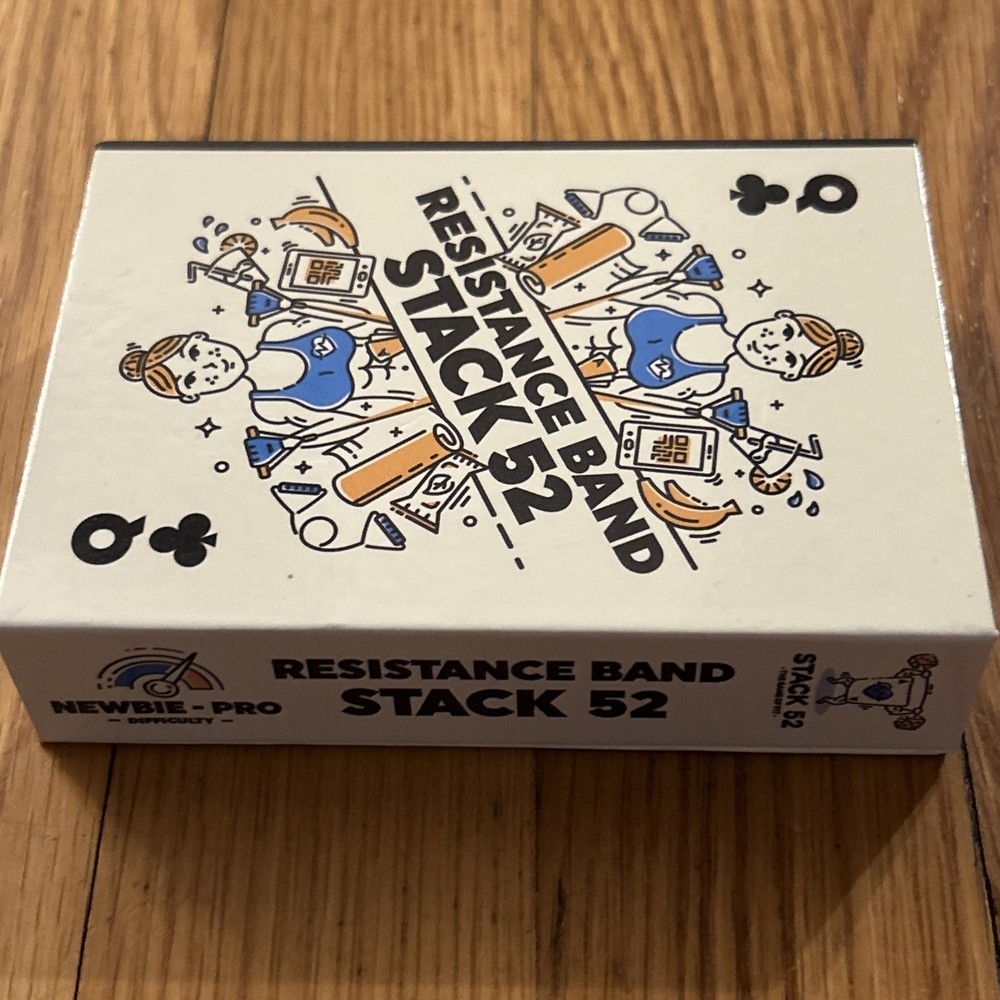 Q
RESISTANCE BAND
STACK 52
Q
NEWBIE - PRO
— DIFFICULTY —
RESISTANCE BAND
STACK 52
STACK 52